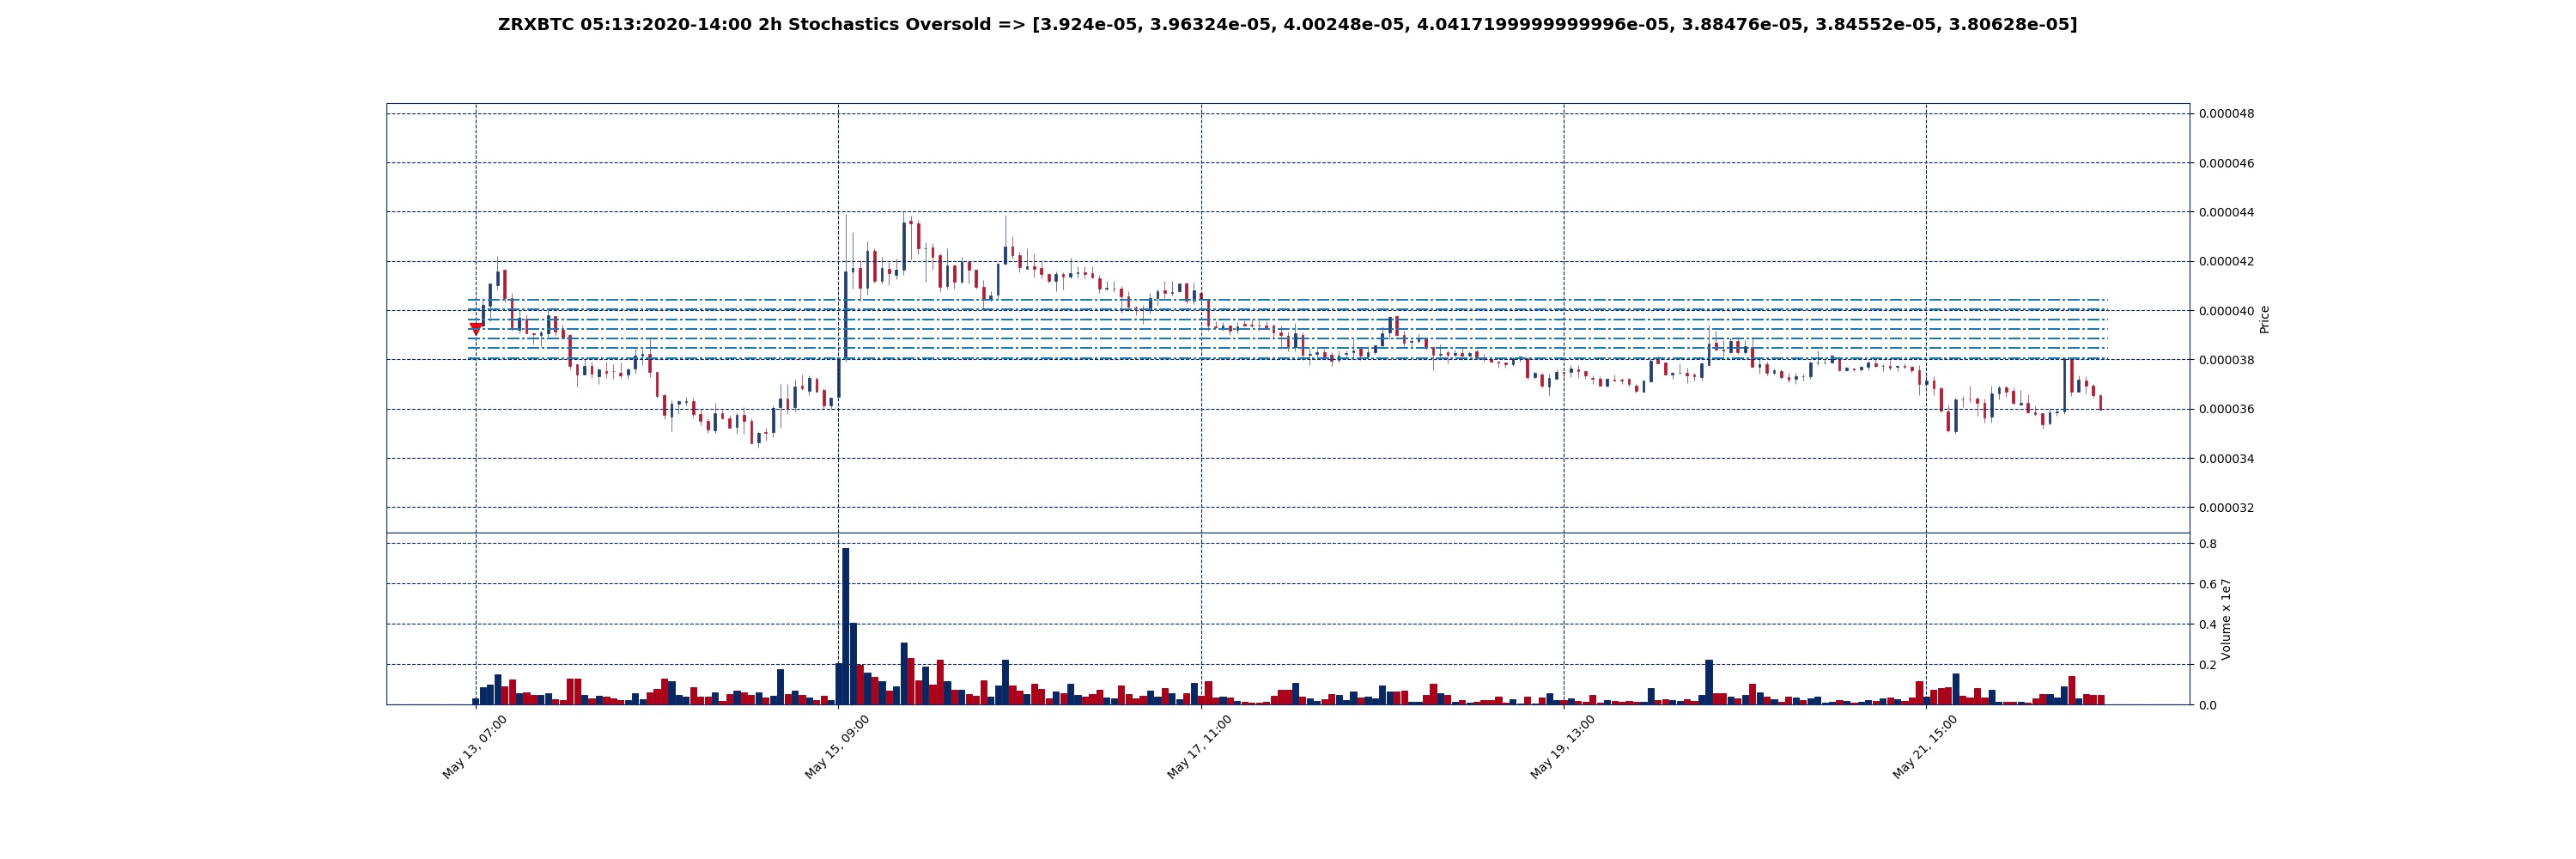 ZRXBTC 05:13:2020-14:00 2h Stochastics Oversold => [3.924e-05, 3.96324e-05, 4.00248e-05, 4.0417199999999996e-05, 3.88476e-05, 3.84552e-05, 3.80628e-05]
0.000048
0.000046
0.000044
0.000042
0.000040
0.000038
0.000036
0.000034
0.000032
Price
0.8
0.6
0.4
0.2
0.0
Volume x 1e7
May 13, 07:00
May 15, 09:00
May 17, 11:00
May 19, 13:00
May 21, 15:00